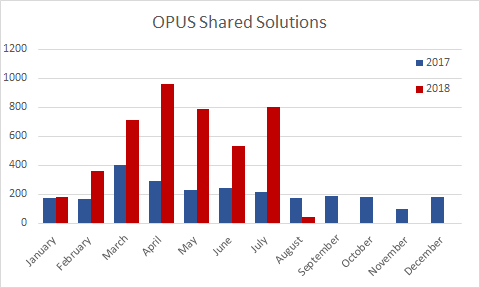 OPUS Shared Solutions
1200
1000
800
600
400
200
0
2017
2018
January
February
March
April
May
June
July
August
September
October
November
December